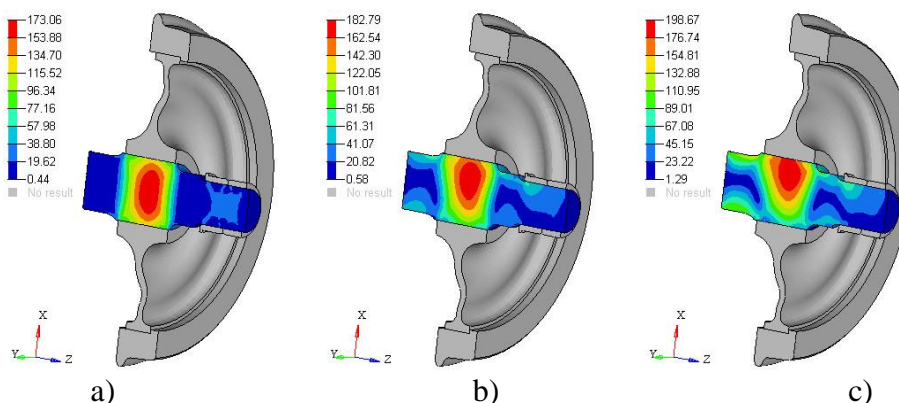 173.06
153.88
134.70
115.52
96.34
77.16
57.98
38.80
19.62
0.44
No result
X
Y
Z
a)
182.79
162.54
142.30
122.05
101.81
81.56
61.31
41.07
20.82
0.58
No result
X
Y
Z
b)
198.67
176.74
154.81
132.88
110.95
89.01
67.08
45.15
23.22
1.29
No result
X
Y
Z
c)